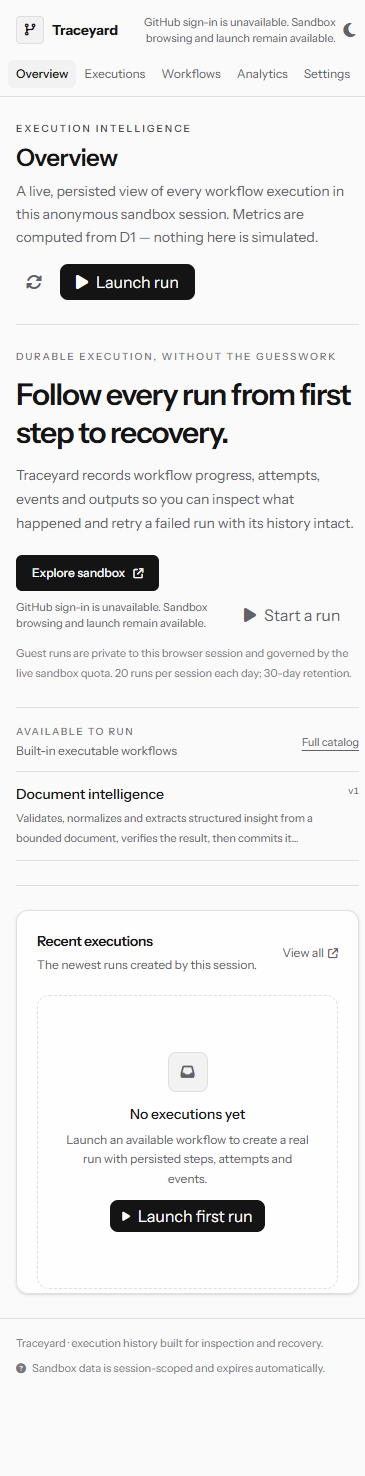 Traceyard
GitHub sign-in is unavailable. Sandbox
browsing and launch remain available.
Overview
Executions
Workflows
Analytics
Settings
EXECUTION INTELLIGENCE
Overview
A live, persisted view of every workflow execution in
this anonymous sandbox session. Metrics are
computed from D1 — nothing here is simulated.
Launch run
DURABLE EXECUTION, WITHOUT THE GUESSWORK
Follow every run from first
step to recovery.
Traceyard records workflow progress, attempts,
events and outputs so you can inspect what
happened and retry a failed run with its history intact.
Explore sandbox
GitHub sign-in is unavailable. Sandbox
browsing and launch remain available.
Start a run
Guest runs are private to this browser session and governed by the
live sandbox quota. 20 runs per session each day; 30-day retention.
AVAILABLE TO RUN
Built-in executable workflows
Full catalog
Document intelligence
v1
Validates, normalizes and extracts structured insight from a
bounded document, verifies the result, then commits it...
Recent executions
The newest runs created by this session.
View all
No executions yet
Launch an available workflow to create a real
run with persisted steps, attempts and
events.
Launch first run
Traceyard · execution history built for inspection and recovery.
Sandbox data is session-scoped and expires automatically.